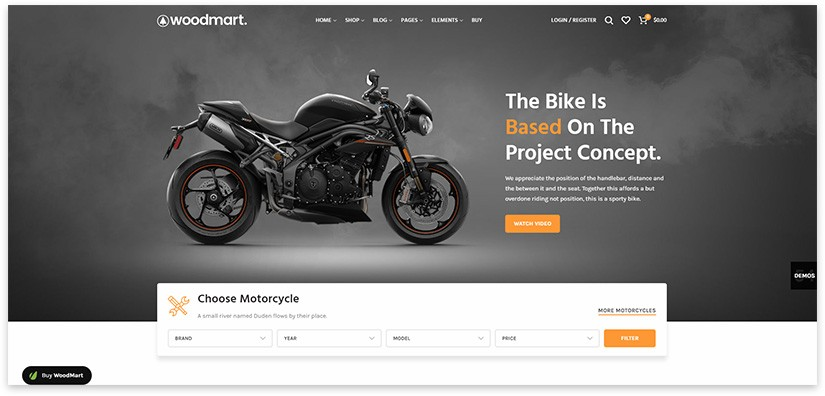 woodmart.
HOME SHOP BLOG PAGES ELEMENTS BUY
LOGIN / REGISTER
0
$0.00
The Bike Is
Based On The
Project Concept.
We appreciate the position of the handlebar, distance and
the between it and the seat. Together this affords a but
overdone riding not position, this is a sporty bike.
WATCH VIDEO
DEMOS
Choose Motorcycle
A small river named Duden flows by their place.
MORE MOTORCYCLES
BRAND
YEAR
MODEL
PRICE
FILTER
Buy WoodMart